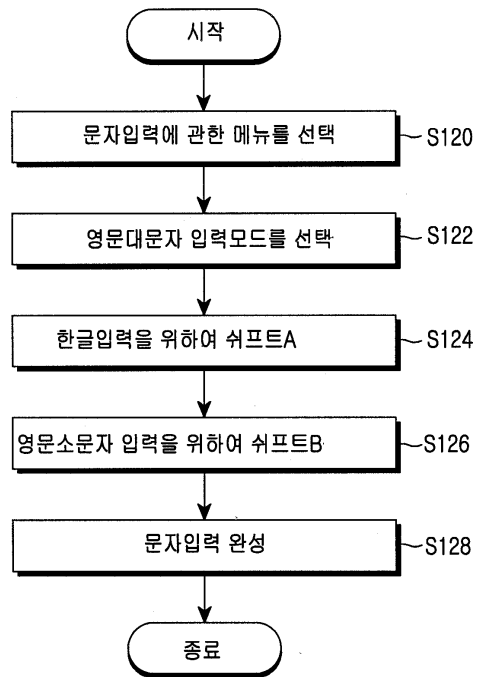 시작
문자입력에 관한 메뉴를 선택
S120
영문대문자 입력모드를 선택
S122
한글입력을 위하여 쉬프트A
S124
영문소문자 입력을 위하여 쉬프트B
S126
문자입력 완성
S128
종료